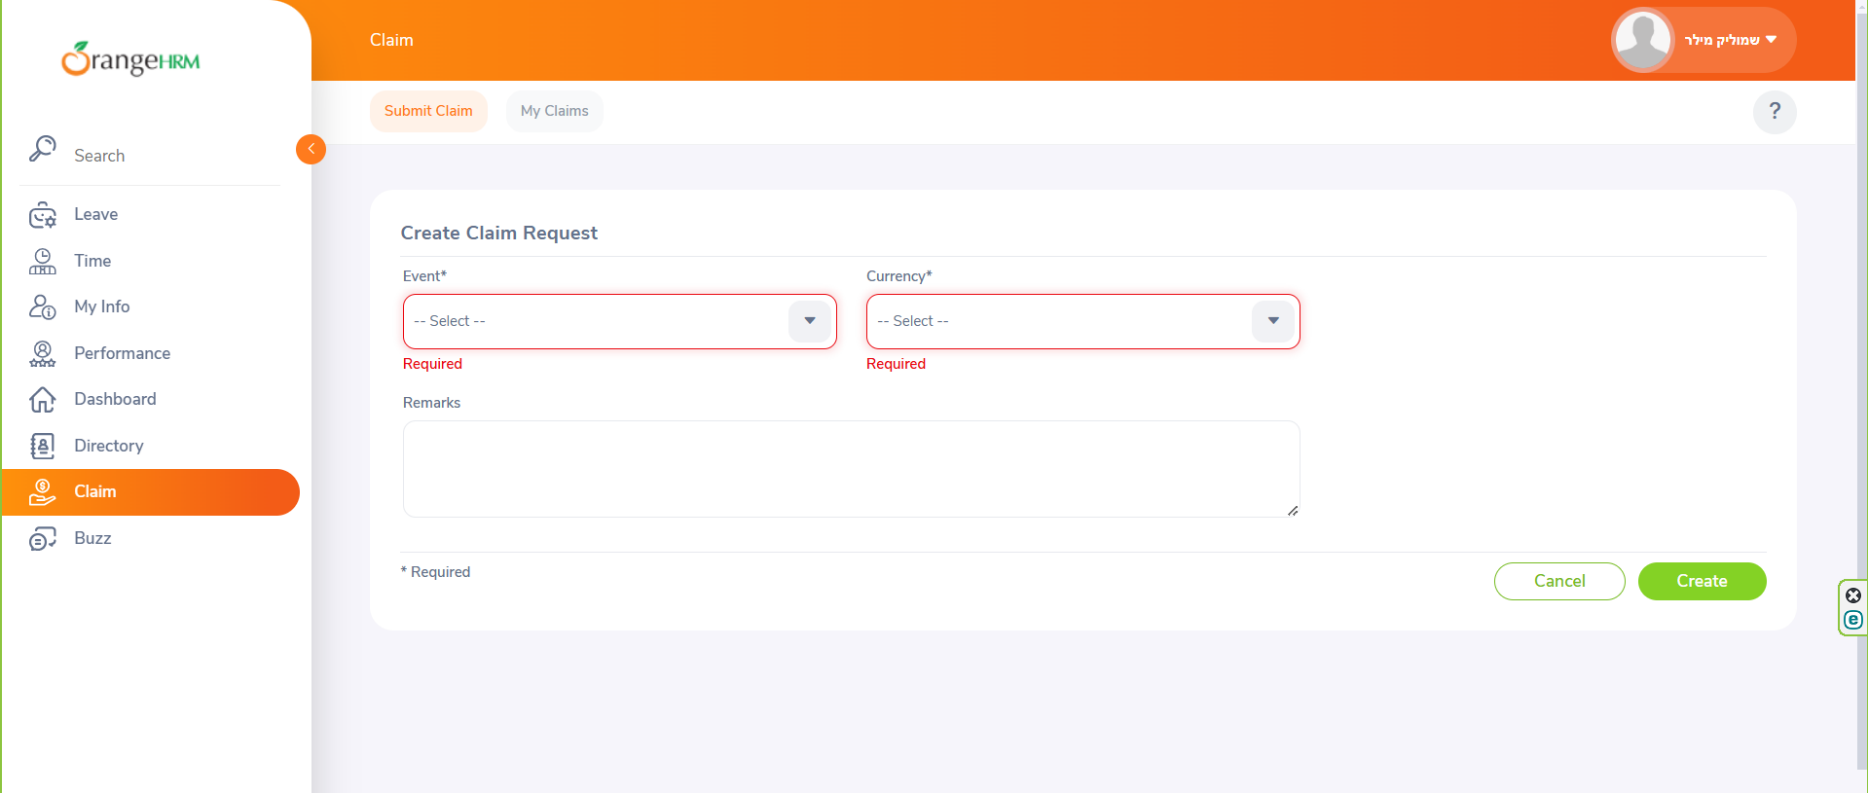 OrangeHRM
Claim
שמוליק מילר
Submit Claim
My Claims
?
Search
Leave
Time
My Info
Performance
Dashboard
Directory
Claim
Buzz
Create Claim Request
Event*
Currency*
-- Select --
-- Select --
Required
Required
Remarks
* Required
Cancel
Create